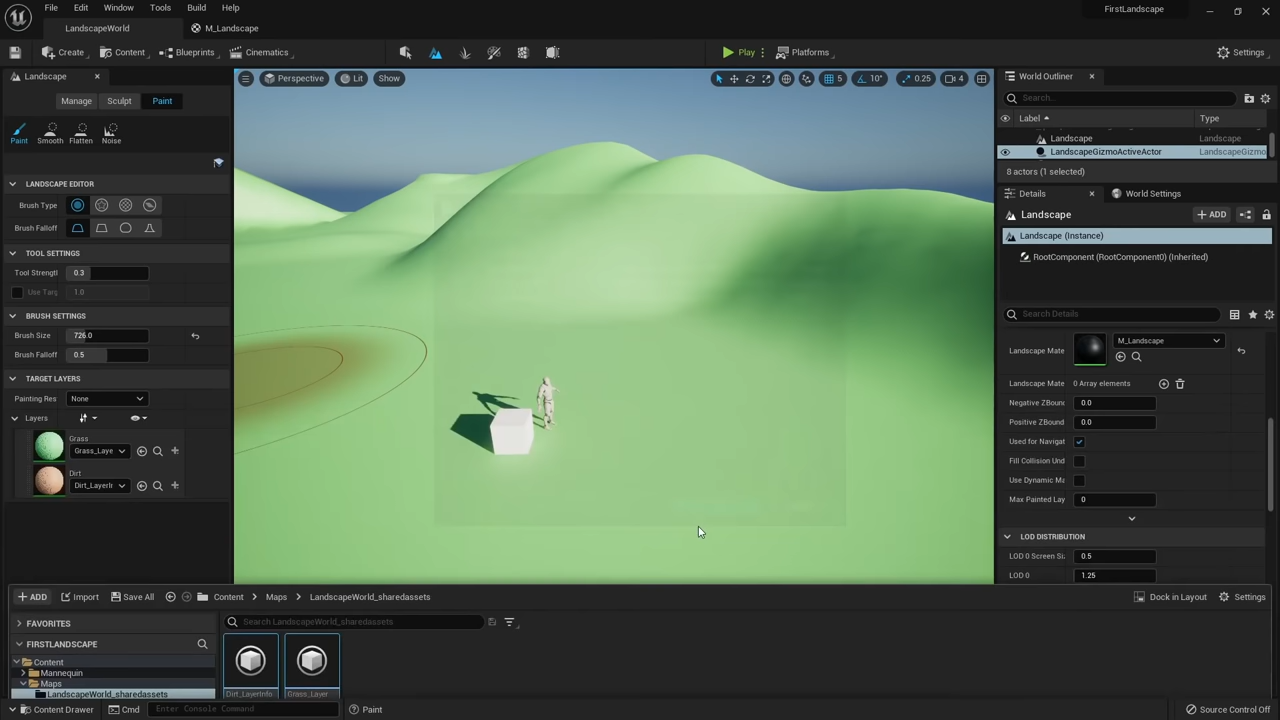 File Edit Window Tools Build Help
FirstLandscape
LandscapeWorld
M_Landscape
Create Content Blueprints Cinematics Play Platforms Settings
Landscape
Manage Sculpt Paint
Paint Smooth Flatten Noise
LANDSCAPE EDITOR
Brush Type
Brush Falloff
TOOL SETTINGS
Tool Strengtl 0.3
Use Targ 1.0
BRUSH SETTINGS
Brush Size 726.0
Brush Falloff 0.5
TARGET LAYERS
Painting Res None
Layers
Grass
Grass_Laye
Dirt
Dirt_LayerIr
Perspective Lit Show
5 10° 0.25 4
World Outliner
Search...
Label Type
Landscape Landscape
LandscapeGizmoActiveActor LandscapeGizmo
8 actors (1 selected)
Details World Settings
Landscape ADD
Landscape (Instance)
RootComponent (RootComponent0) (Inherited)
Search Details
Landscape Mate M_Landscape
Landscape Mate 0 Array elements
Negative ZBoun 0.0
Positive ZBound 0.0
Used for Navigat
Fill Collision Und
Use Dynamic Ma
Max Painted Lay 0
LOD DISTRIBUTION
LOD 0 Screen Si 0.5
LOD 0 1.25
ADD Import Save All Content Maps LandscapeWorld_sharedassets Dock in Layout Settings
FAVORITES
Search LandscapeWorld_sharedassets
FIRSTLANDSCAPE
Content
Mannequin
Maps
LandscapeWorld_sharedassets
Dirt_LayerInfo Grass_Layer
Content Drawer Cmd Enter Console Command Paint Source Control Off